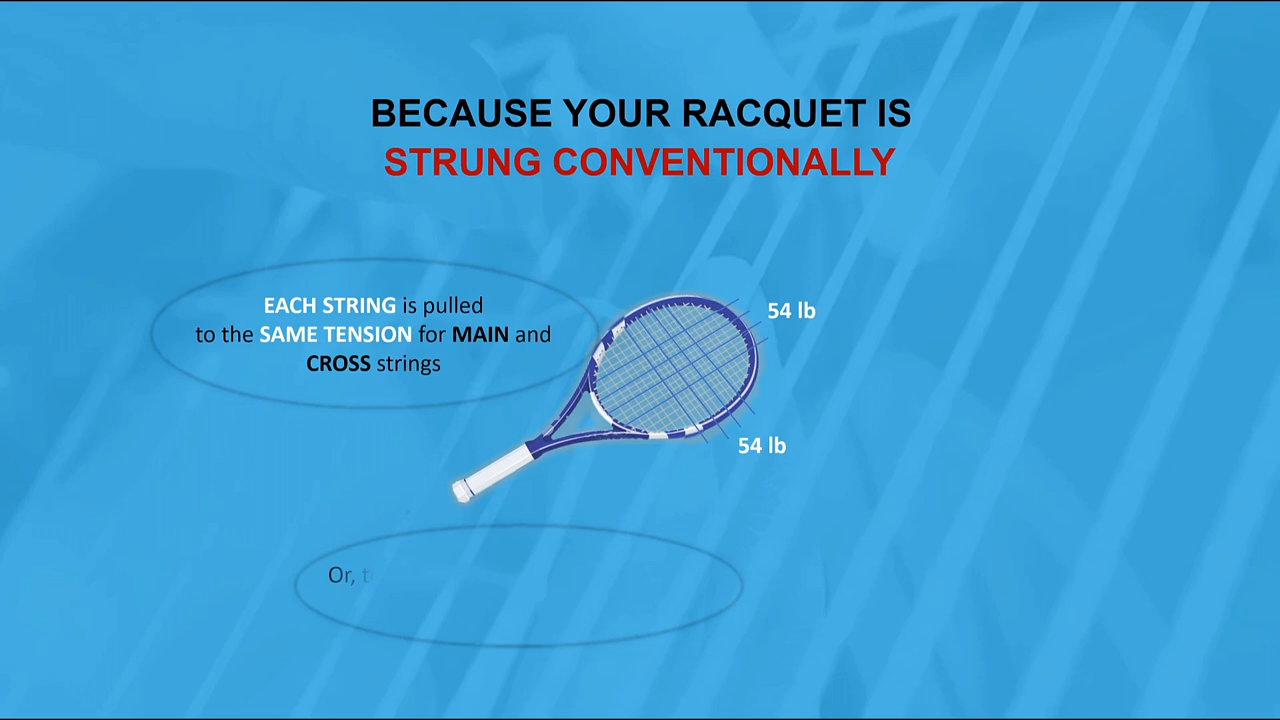 BECAUSE YOUR RACQUET IS
STRUNG CONVENTIONALLY
EACH STRING is pulled
to the SAME TENSION for MAIN and
CROSS strings
54 lb
54 lb
Or,